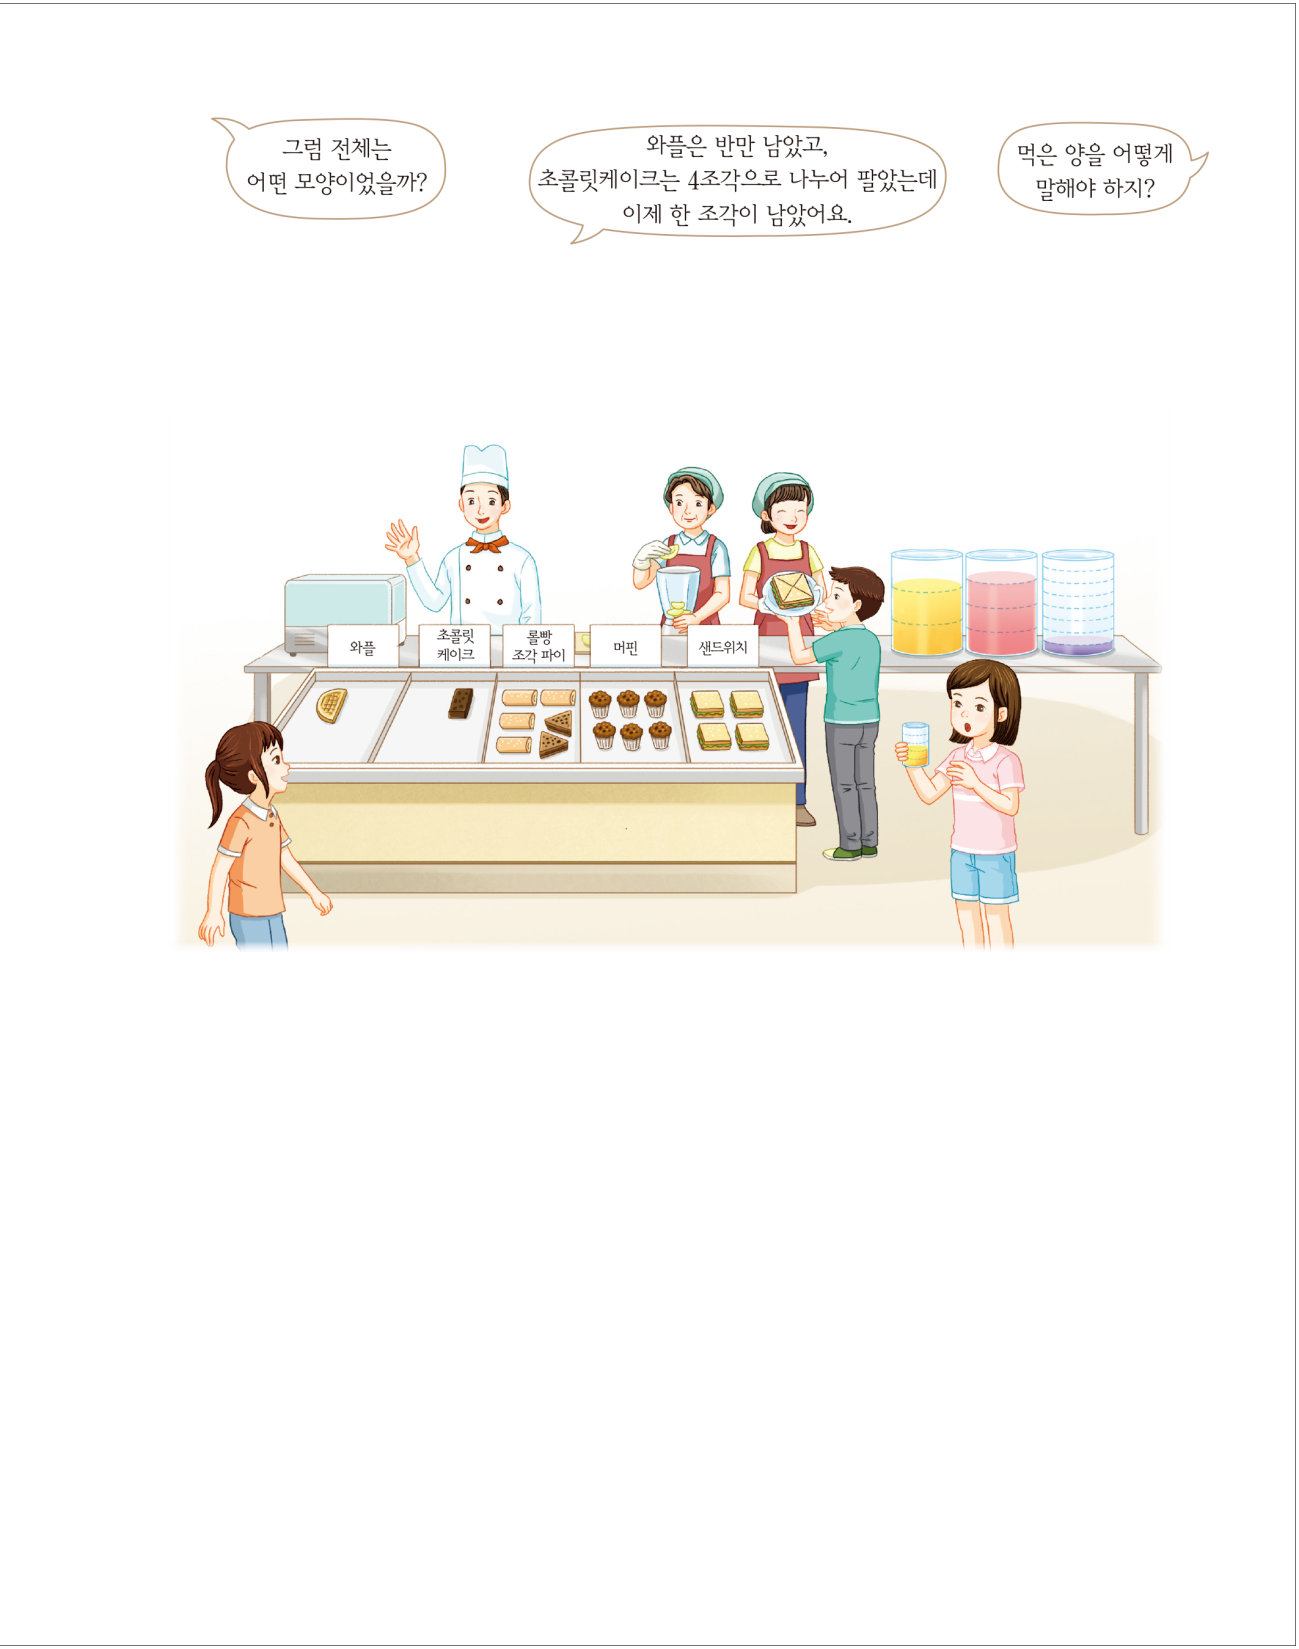 그럼 전체는
어떤 모양이었을까?
와플은 반만 남았고,
초콜릿케이크는 4조각으로 나누어 팔았는데
이제 한 조각이 남았어요.
먹은 양을 어떻게
말해야 하지?
와플
초콜릿
케이크
롤빵
조각 파이
머핀
샌드위치